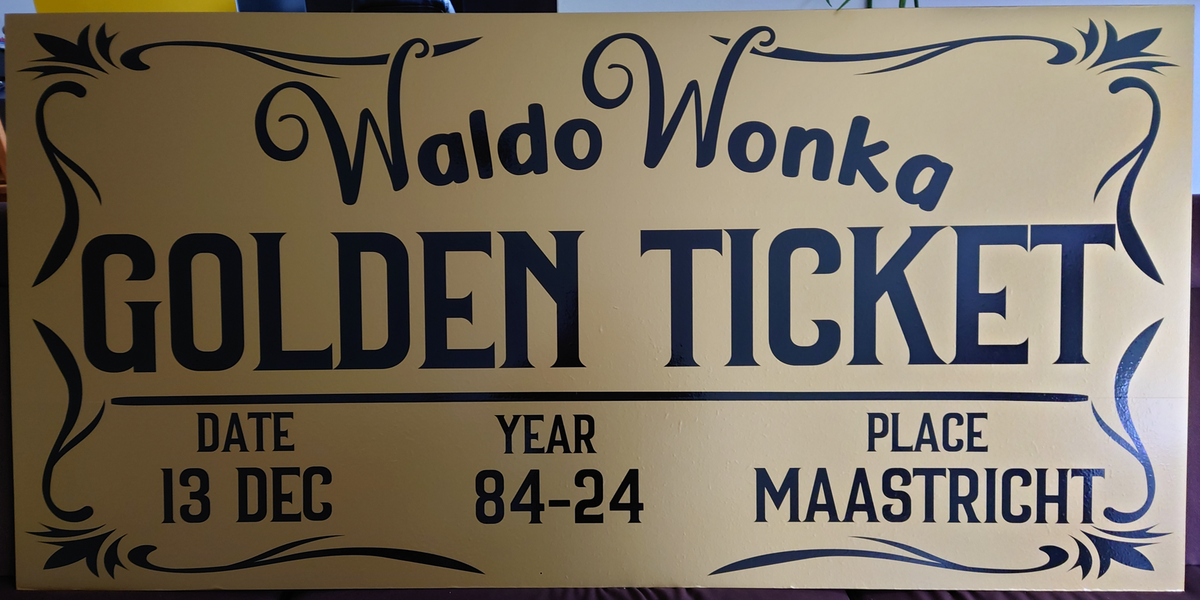 Waldo Wonka
GOLDEN TICKET
DATE YEAR PLACE
13 DEC 84-24 MAASTRICHT